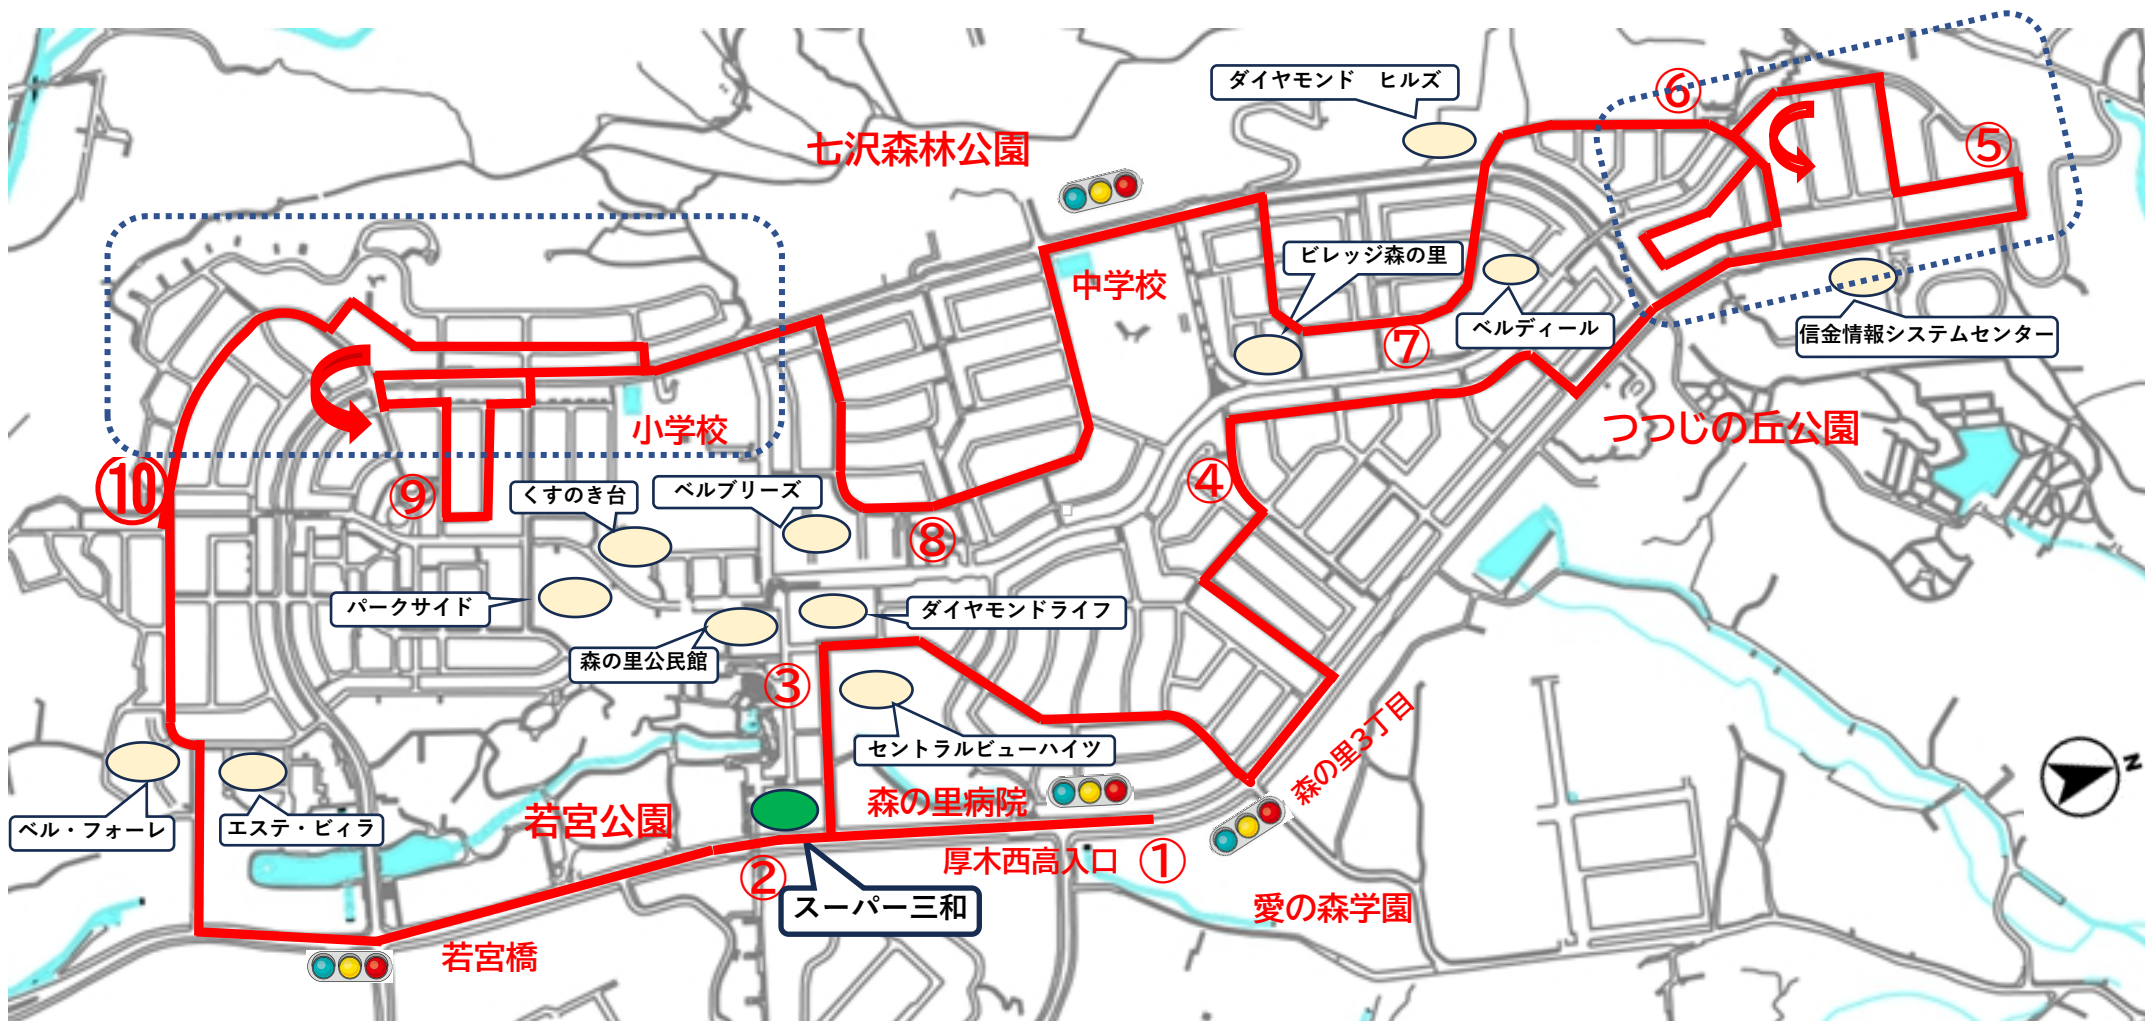 ダイヤモンド　ヒルズ
⑥
七沢森林公園
⑤
中学校
ビレッジ森の里
ベルディール
信金情報システムセンター
⑦
小学校
つつじの丘公園
④
⑩
⑨
くすのき台
ベルブリーズ
⑧
パークサイド
ダイヤモンドライフ
森の里公民館
③
セントラルビューハイツ
森の里3丁目
N
ベル・フォーレ
エステ・ビィラ
若宮公園
森の里病院
厚木西高入口
①
②
スーパー三和
愛の森学園
若宮橋